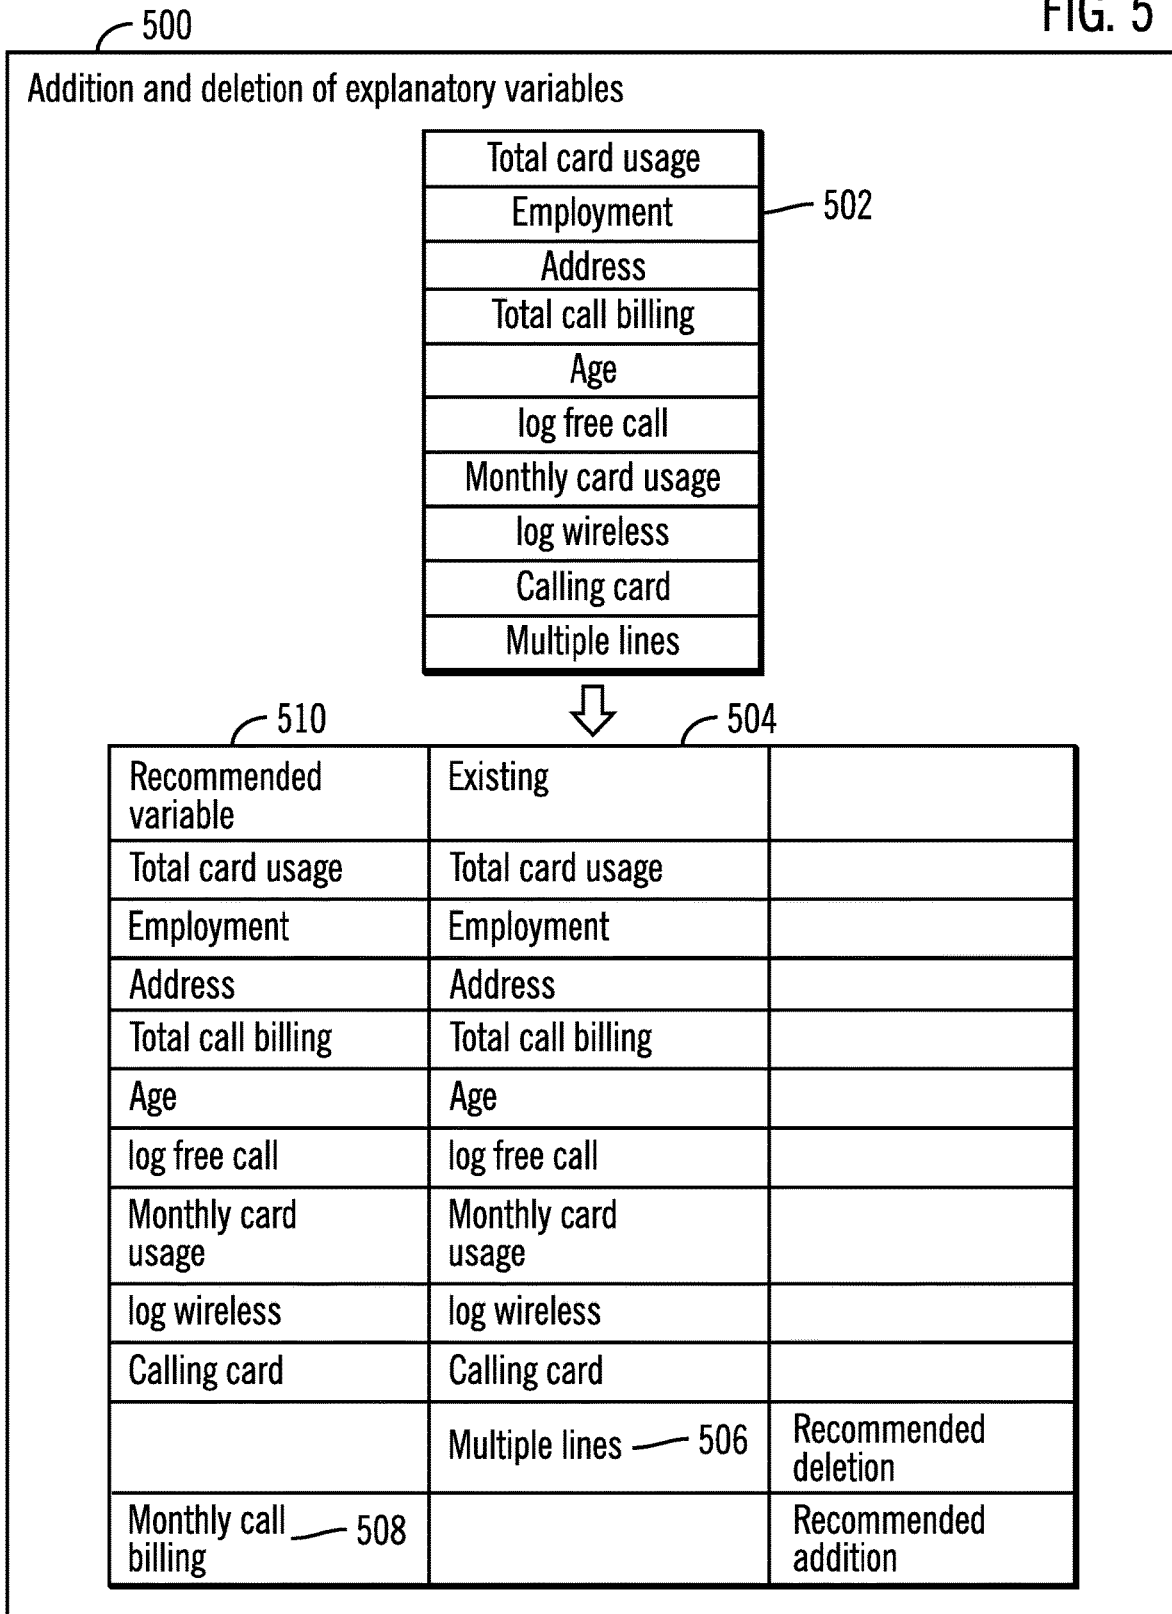 FIG. 5
500
Addition and deletion of explanatory variables
Total card usage
Employment
502
Address
Total call billing
Age
log free call
Monthly card usage
log wireless
Calling card
Multiple lines
510
504
Recommended
variable
Existing
Total card usage
Total card usage
Employment
Employment
Address
Address
Total call billing
Total call billing
Age
Age
log free call
log free call
Monthly card
usage
Monthly card
usage
log wireless
log wireless
Calling card
Calling card
Multiple lines
506
Recommended
deletion
Monthly call
billing
508
Recommended
addition